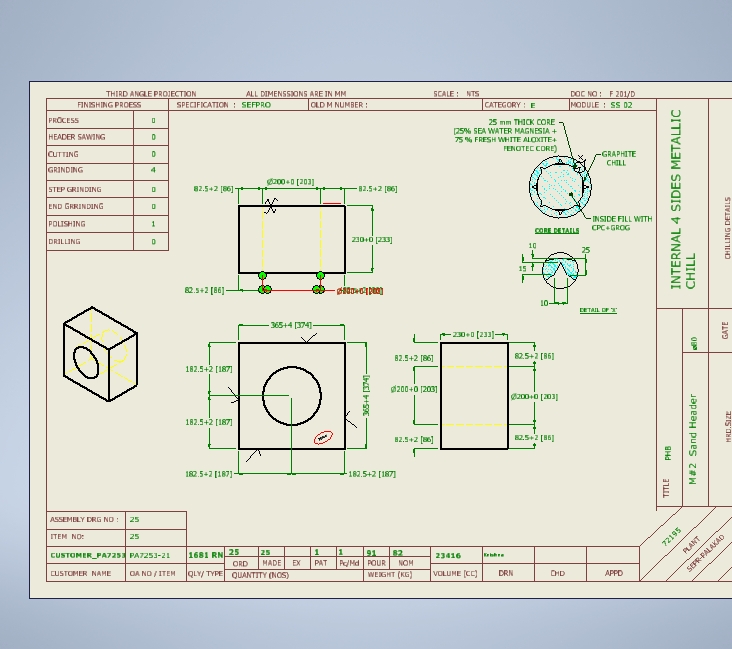 THIRD ANGLE PROJECTION ALL DIMENSSIONS ARE IN MM SCALE : NTS DOC NO : F 201/D
FINISHING PROESS SPECIFICATION : SEFPRO OLD M NUMBER : CATEGORY : E MODULE : SS 02
PROCESS 0
HEADER SAWING 0
CUTTING 0
GRINDING 4
STEP GRINDING 0
END GRRINDING 0
POLISHING 1
DRILLING 0
25 mm THICK CORE
(25% SEA WATER MAGNESIA +
75 % FRESH WHITE ALOXITE+
FENOTEC CORE)
GRAPHITE
CHILL
INSIDE FILL WITH
CPC+GROG
CORE DETAILS
10
25
15
10
DETAIL OF 'X'
Ø200+0 [203]
82.5+2 [86] 82.5+2 [86]
230+0 [233]
82.5+2 [86]
365+4 [374]
182.5+2 [187]
182.5+2 [187]
365+4 [374]
182.5+2 [187] 182.5+2 [187]
230+0 [233]
82.5+2 [86] 82.5+2 [86]
Ø200+0 [203] Ø200+0 [203]
82.5+2 [86] 82.5+2 [86]
INTERNAL 4 SIDES METALLIC
CHILL
CHILLING DETAILS
ø80
GATE
TITLE PHB
M#2 Sand Header
HRD.SIZE
72195
PLANT
SEPR-PALAKAD
ASSEMBLY DRG NO : 25
ITEM NO: 25
CUSTOMER_PA7253 PA7253-21 1681 RN 25 25 1 1 91 82 23416
ORD MADE EX PAT Pc/Md POUR NOM
CUSTOMER NAME OA NO / ITEM QLY/ TYPE QUANTITY (NOS) WEIGHT (KG) VOLUME [CC] DRN CHD APPD